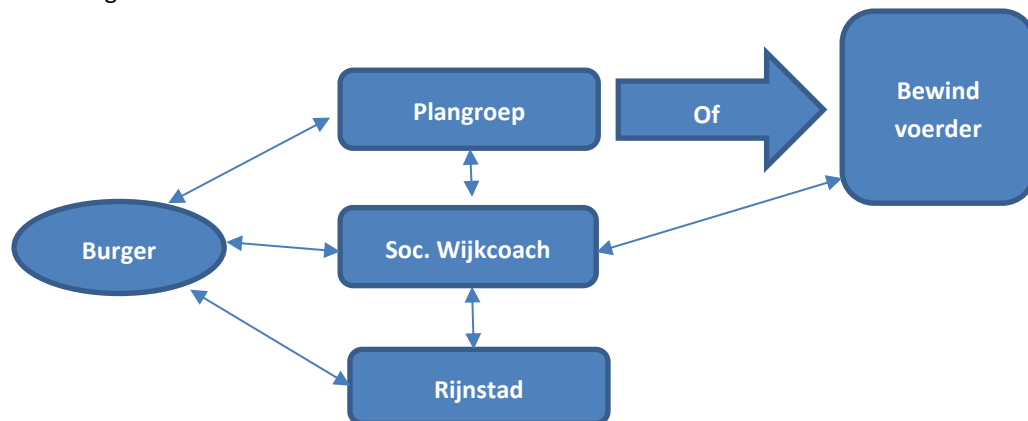 Plangroep
Of
Bewind
voerder
Burger
Soc. Wijkcoach
Rijnstad